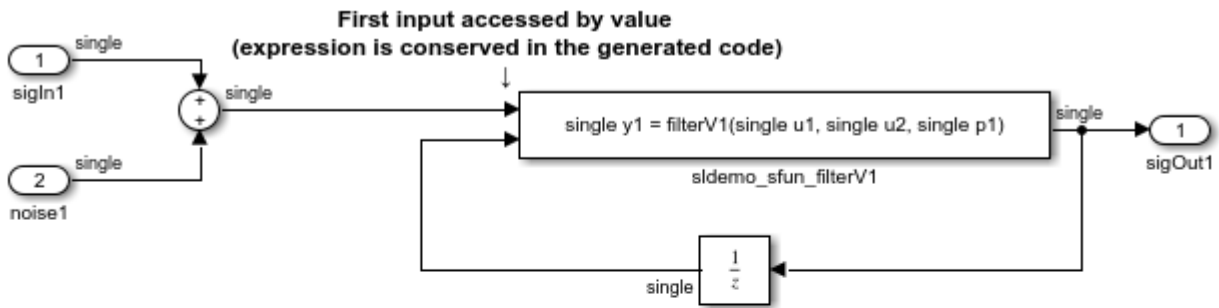 First input accessed by value
(expression is conserved in the generated code)
↓
single
1
sigIn1
+
+
single
single y1 = filterV1(single u1, single u2, single p1)
single
1
sigOut1
sldemo_sfun_filterV1
single
2
noise1
1
z
single